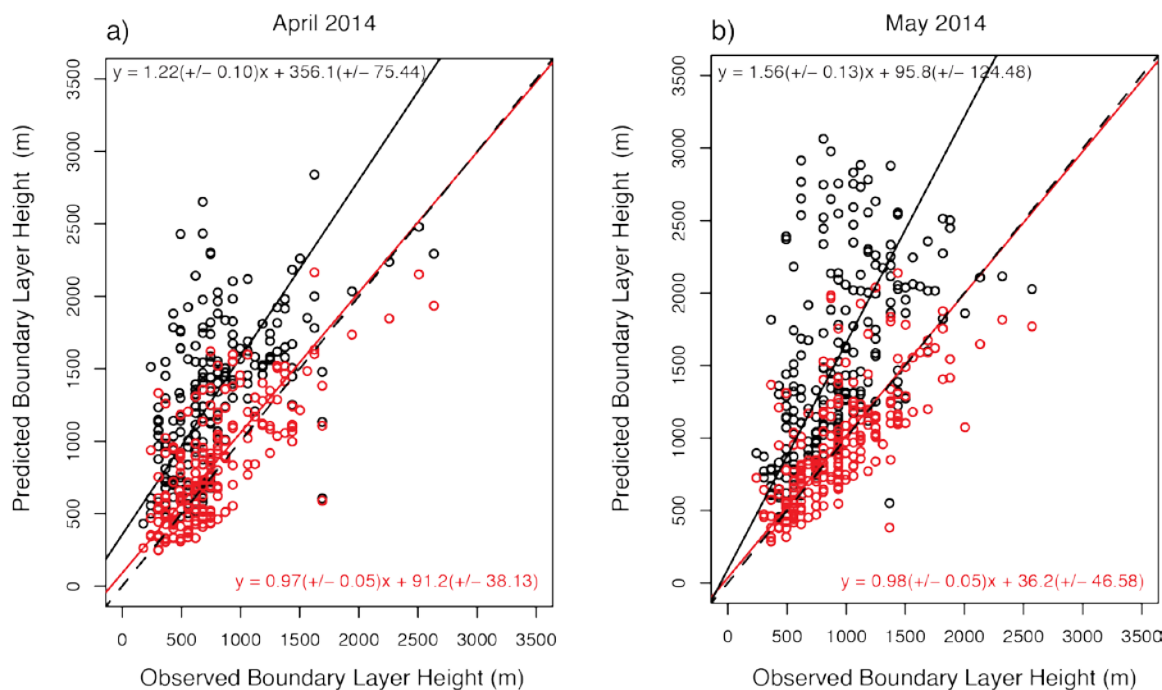 a) April 2014
y = 1.22(+/− 0.10)x + 356.1(+/− 75.44)
3500
3000
2500
2000
1500
1000
500
0
Predicted Boundary Layer Height (m)
y = 0.97(+/− 0.05)x + 91.2(+/− 38.13)
0 500 1000 1500 2000 2500 3000 3500
Observed Boundary Layer Height (m)
b) May 2014
y = 1.56(+/− 0.13)x + 95.8(+/− 124.48)
3500
3000
2500
2000
1500
1000
500
0
Predicted Boundary Layer Height (m)
y = 0.98(+/− 0.05)x + 36.2(+/− 46.58)
0 500 1000 1500 2000 2500 3000 3500
Observed Boundary Layer Height (m)